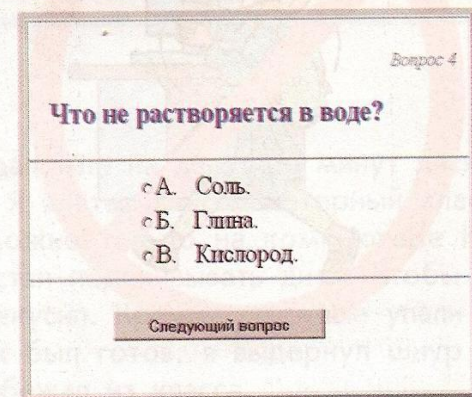 Вопрос 4
Что не растворяется в воде?
А. Соль.
Б. Глина.
В. Кислород.
Следующий вопрос